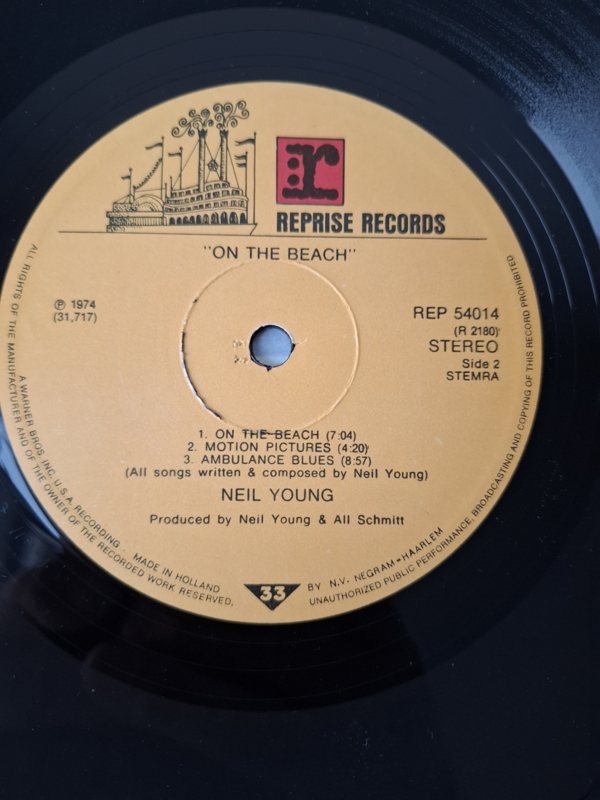 r
REPRISE RECORDS
"ON THE BEACH"
℗ 1974
(31,717)
REP 54014
(R 2180)
STEREO
Side 2
STEMRA
1. ON THE BEACH (7:04)
2. MOTION PICTURES (4:20)
3. AMBULANCE BLUES (8:57)
(All songs written & composed by Neil Young)
NEIL YOUNG
Produced by Neil Young & All Schmitt
ALL RIGHTS OF THE MANUFACTURER AND OF THE OWNER OF THE RECORDED WORK RESERVED.
A WARNER BROS. INC. U.S.A. RECORDING
MADE IN HOLLAND
33
BY N.V. NEGRAM-HAARLEM
UNAUTHORIZED PUBLIC PERFORMANCE, BROADCASTING AND COPYING OF THIS RECORD PROHIBITED